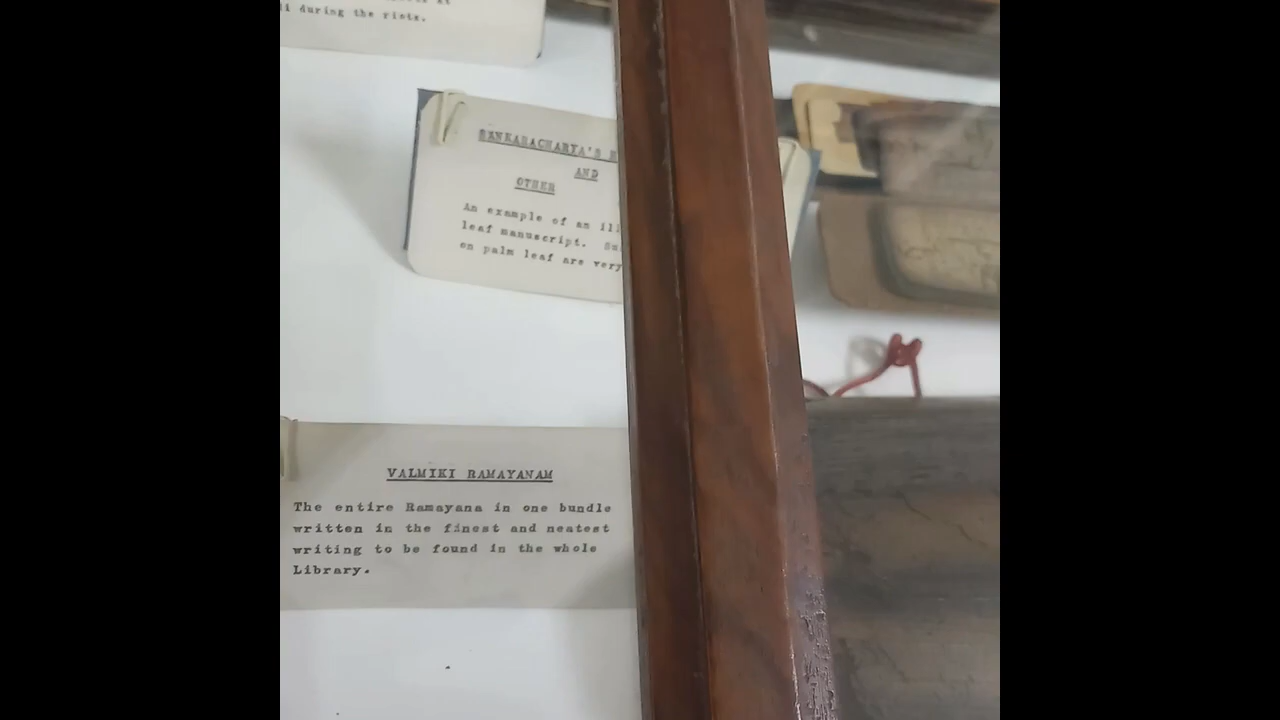 during the riots.
SENKARACHARYA'S
AND
OTHER
An example of an
leaf manuscript.
on palm leaf are very
VALMIKI RAMAYANAM
The entire Ramayana in one bundle
written in the finest and neatest
writing to be found in the whole
Library.